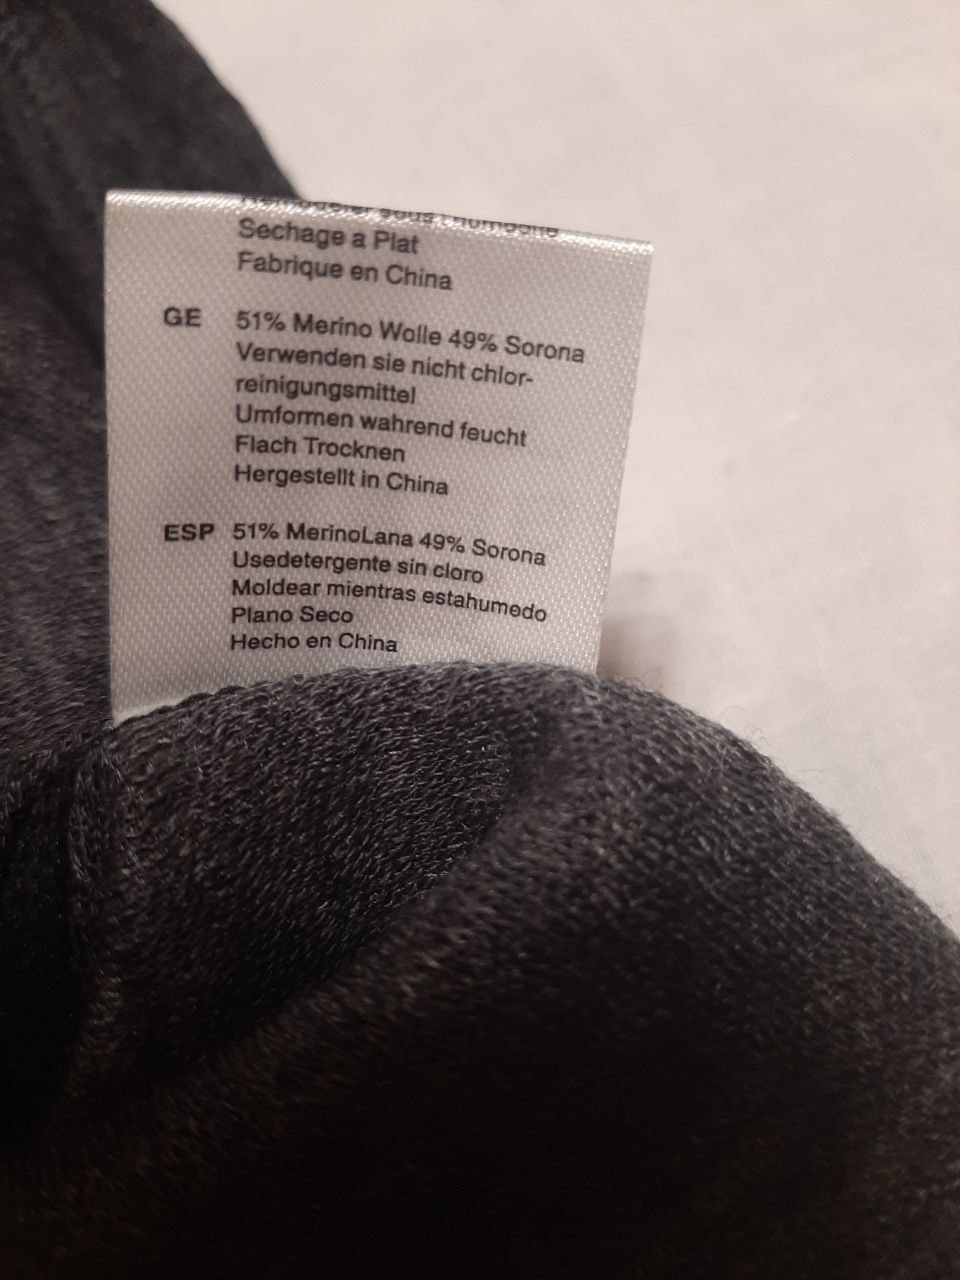 Sechage a Plat
Fabrique en China
GE 51% Merino Wolle 49% Sorona
Verwenden sie nicht chlor-
reinigungsmittel
Umformen wahrend feucht
Flach Trocknen
Hergestellt in China
ESP 51% MerinoLana 49% Sorona
Usedetergente sin cloro
Moldear mientras estahumedo
Plano Seco
Hecho en China